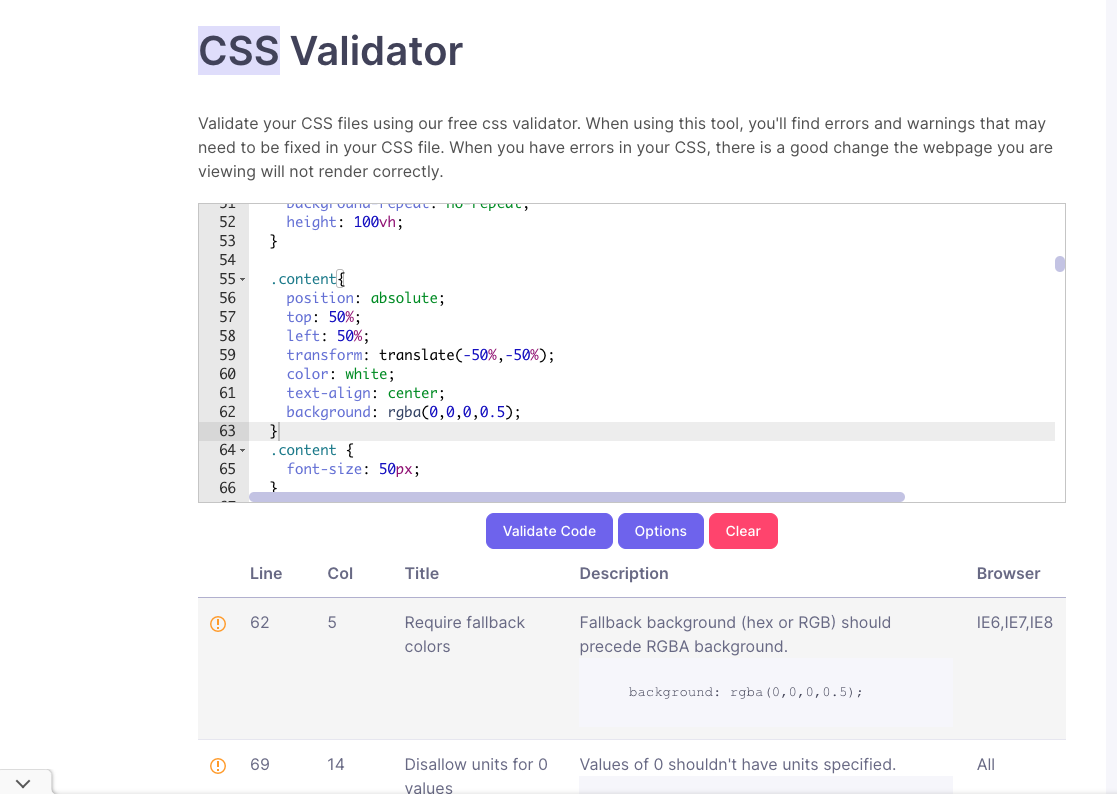 CSS Validator
Validate your CSS files using our free css validator. When using this tool, you'll find errors and warnings that may
need to be fixed in your CSS file. When you have errors in your CSS, there is a good change the webpage you are
viewing will not render correctly.
51 background-repeat: no-repeat;
52 height: 100vh;
53 }
54
55 .content{
56 position: absolute;
57 top: 50%;
58 left: 50%;
59 transform: translate(-50%,-50%);
60 color: white;
61 text-align: center;
62 background: rgba(0,0,0,0.5);
63 }
64 .content {
65 font-size: 50px;
66 }
Validate Code Options Clear
Line Col Title Description Browser
62 5 Require fallback Fallback background (hex or RGB) should IE6,IE7,IE8
colors precede RGBA background.
background: rgba(0,0,0,0.5);
69 14 Disallow units for 0 Values of 0 shouldn't have units specified. All
values